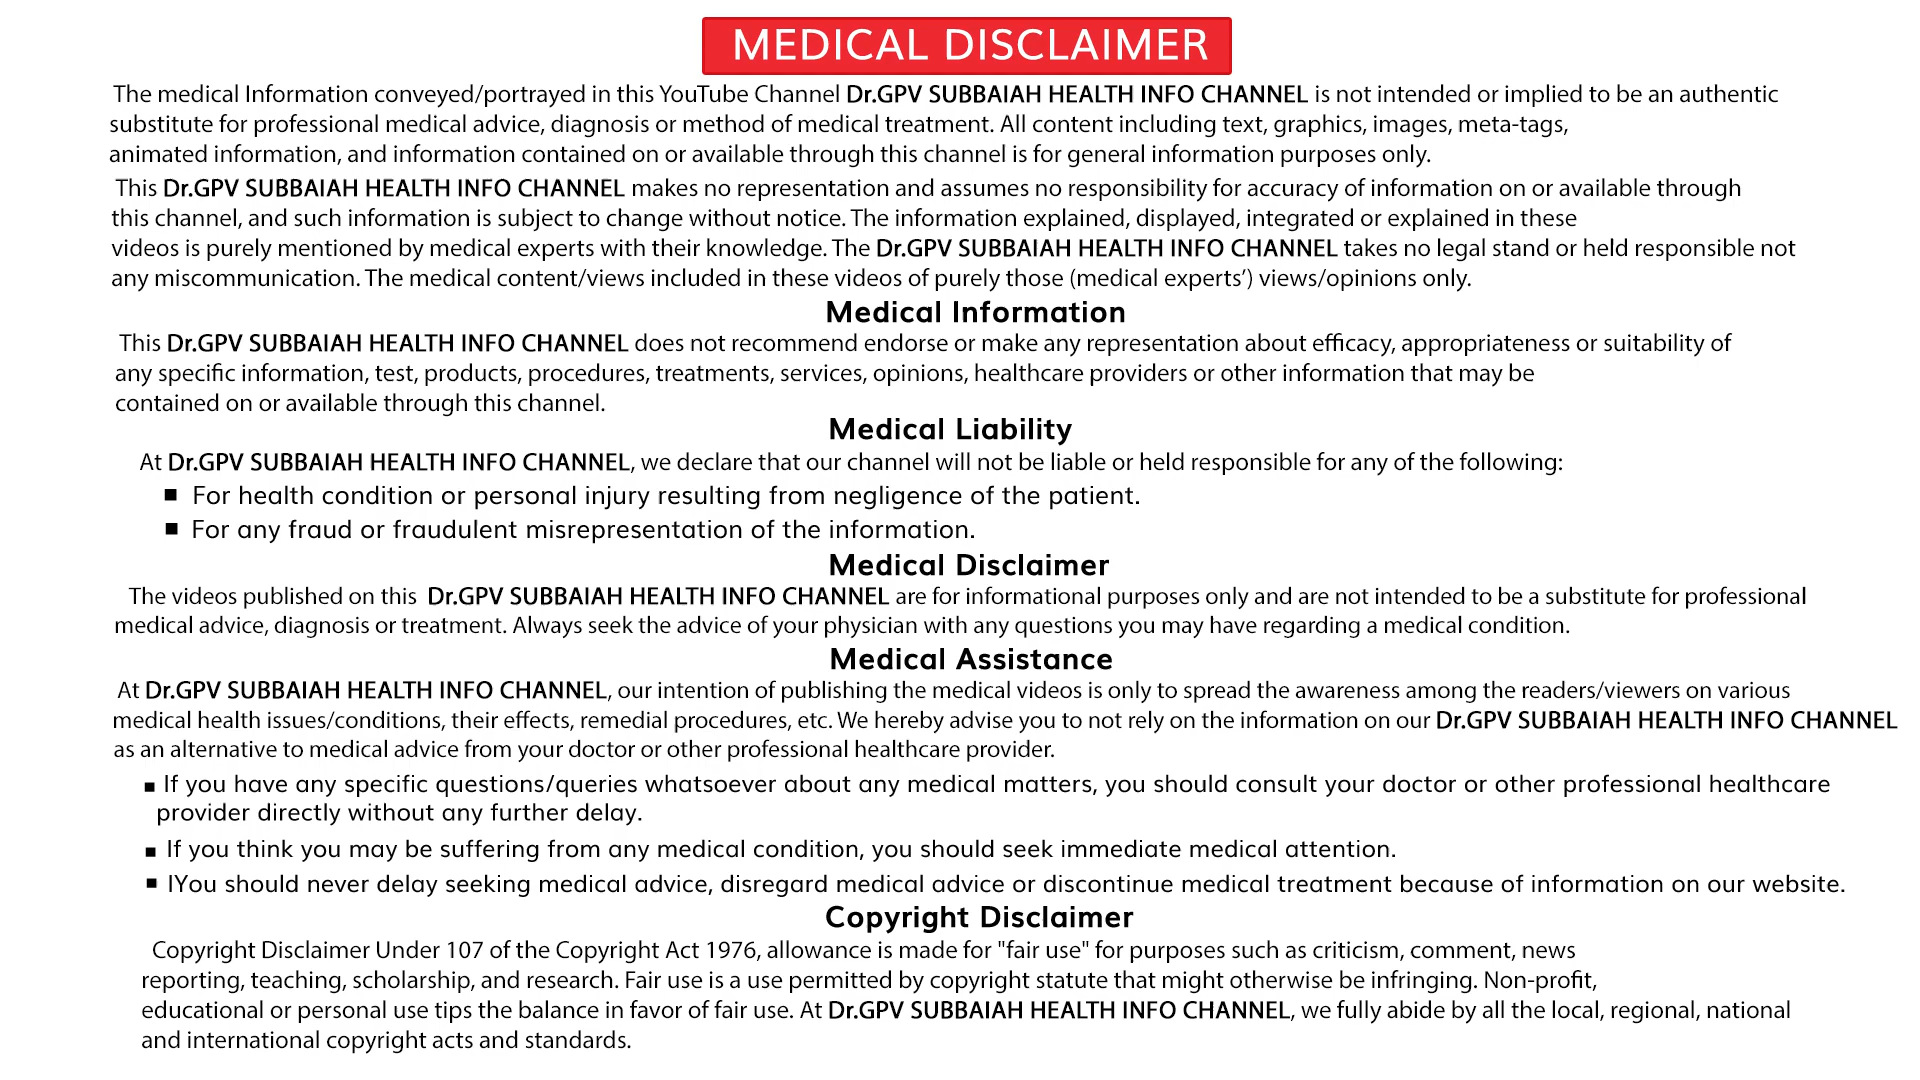 MEDICAL DISCLAIMER
The medical Information conveyed/portrayed in this YouTube Channel Dr.GPV SUBBAIAH HEALTH INFO CHANNEL is not intended or implied to be an authentic
substitute for professional medical advice, diagnosis or method of medical treatment. All content including text, graphics, images, meta-tags,
animated information, and information contained on or available through this channel is for general information purposes only.
This Dr.GPV SUBBAIAH HEALTH INFO CHANNEL makes no representation and assumes no responsibility for accuracy of information on or available through
this channel, and such information is subject to change without notice. The information explained, displayed, integrated or explained in these
videos is purely mentioned by medical experts with their knowledge. The Dr.GPV SUBBAIAH HEALTH INFO CHANNEL takes no legal stand or held responsible not
any miscommunication. The medical content/views included in these videos of purely those (medical experts’) views/opinions only.
Medical Information
This Dr.GPV SUBBAIAH HEALTH INFO CHANNEL does not recommend endorse or make any representation about efficacy, appropriateness or suitability of
any specific information, test, products, procedures, treatments, services, opinions, healthcare providers or other information that may be
contained on or available through this channel.
Medical Liability
At Dr.GPV SUBBAIAH HEALTH INFO CHANNEL, we declare that our channel will not be liable or held responsible for any of the following:
■ For health condition or personal injury resulting from negligence of the patient.
■ For any fraud or fraudulent misrepresentation of the information.
Medical Disclaimer
The videos published on this Dr.GPV SUBBAIAH HEALTH INFO CHANNEL are for informational purposes only and are not intended to be a substitute for professional
medical advice, diagnosis or treatment. Always seek the advice of your physician with any questions you may have regarding a medical condition.
Medical Assistance
At Dr.GPV SUBBAIAH HEALTH INFO CHANNEL, our intention of publishing the medical videos is only to spread the awareness among the readers/viewers on various
medical health issues/conditions, their effects, remedial procedures, etc. We hereby advise you to not rely on the information on our Dr.GPV SUBBAIAH HEALTH INFO CHANNEL
as an alternative to medical advice from your doctor or other professional healthcare provider.
■ If you have any specific questions/queries whatsoever about any medical matters, you should consult your doctor or other professional healthcare
provider directly without any further delay.
■ If you think you may be suffering from any medical condition, you should seek immediate medical attention.
■ IYou should never delay seeking medical advice, disregard medical advice or discontinue medical treatment because of information on our website.
Copyright Disclaimer
Copyright Disclaimer Under 107 of the Copyright Act 1976, allowance is made for "fair use" for purposes such as criticism, comment, news
reporting, teaching, scholarship, and research. Fair use is a use permitted by copyright statute that might otherwise be infringing. Non-profit,
educational or personal use tips the balance in favor of fair use. At Dr.GPV SUBBAIAH HEALTH INFO CHANNEL, we fully abide by all the local, regional, national
and international copyright acts and standards.